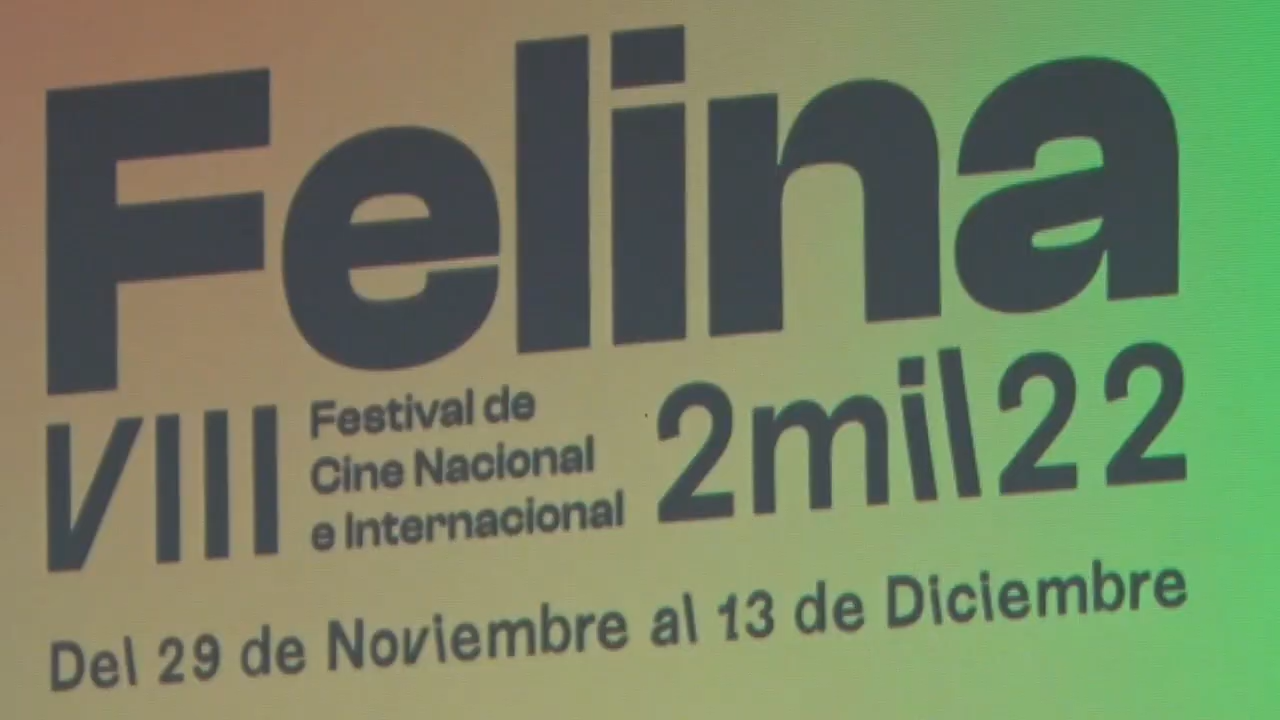 Felina
VIII
Festival de
Cine Nacional
e Internacional
2mil22
Del 29 de Noviembre al 13 de Diciembre